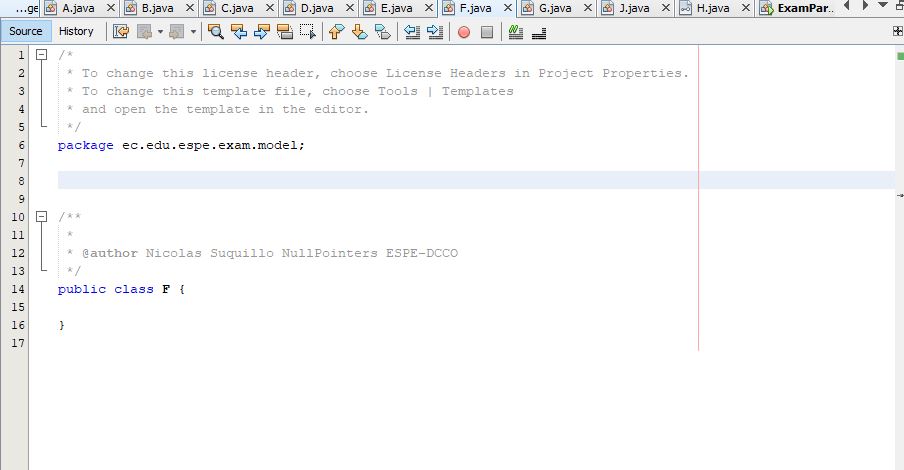 ...ge A.java B.java C.java D.java E.java F.java G.java J.java H.java ExamPar...
Source History
1 /*
2 * To change this license header, choose License Headers in Project Properties.
3 * To change this template file, choose Tools | Templates
4 * and open the template in the editor.
5 */
6 package ec.edu.espe.exam.model;
7
8
9
10 /**
11 *
12 * @author Nicolas Suquillo NullPointers ESPE-DCCO
13 */
14 public class F {
15
16 }
17